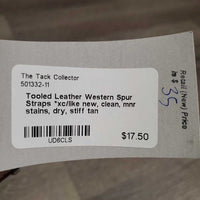 The Tack Collector
501332-11
Tooled Leather Western Spur
Straps *xc/like new, clean, mnr
stains, dry, stiff tan
UD6CLS
$17.50
Retail (New) Price
$35